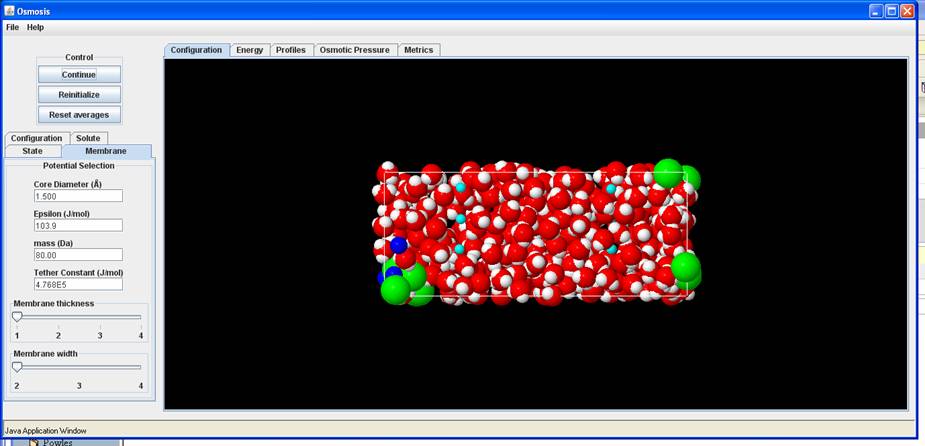 Osmosis
File Help
Control
Continue
Reinitialize
Reset averages
Configuration Solute
State Membrane
Potential Selection
Core Diameter (Å)
1.500
Epsilon (J/mol)
103.9
mass (Da)
80.00
Tether Constant (J/mol)
4.768E5
Membrane thickness
1 2 3 4
Membrane width
2 3 4
Configuration Energy Profiles Osmotic Pressure Metrics
Java Application Window
Powles